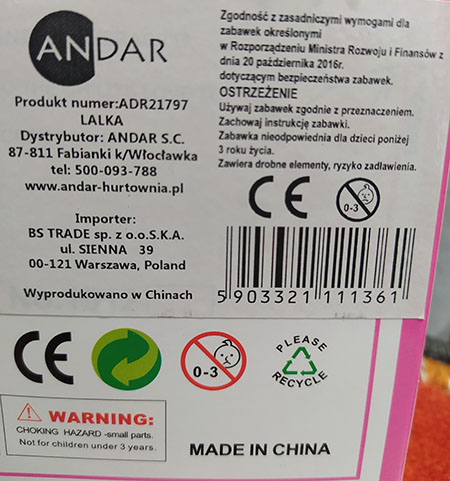 ANDAR
Produkt numer:ADR21797
LALKA
Dystrybutor: ANDAR S.C.
87-811 Fabianki k/Włocławka
tel: 500-093-788
www.andar-hurtownia.pl
Importer:
BS TRADE sp. z o.o.S.K.A.
ul. SIENNA 39
00-121 Warszawa, Poland
Wyprodukowano w Chinach
Zgodność z zasadniczymi wymogami dla
zabawek określonymi
w Rozporządzeniu Ministra Rozwoju i Finansów z
dnia 20 października 2016r.
dotyczącym bezpieczeństwa zabawek.
OSTRZEŻENIE
Używaj zabawek zgodnie z przeznaczeniem.
Zachowaj instrukcję zabawki.
Zabawka nieodpowiednia dla dzieci poniżej
3 roku życia.
Zawiera drobne elementy, ryzyko zadławienia.
CE
0-3
5 903321 111361
CE
0-3
PLEASE
RECYCLE
WARNING:
CHOKING HAZARD -small parts.
Not for children under 3 years.
MADE IN CHINA